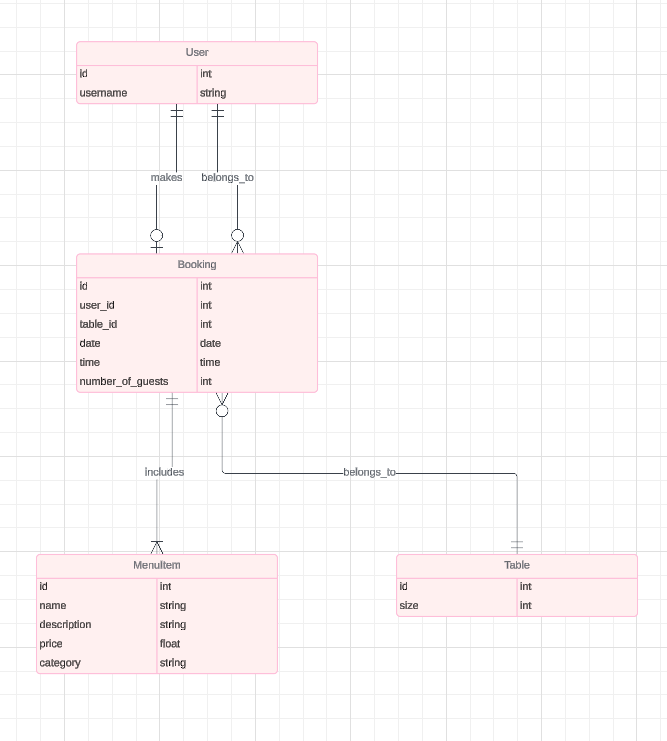 User
id int
username string
makes belongs_to
Booking
id int
user_id int
table_id int
date date
time time
number_of_guests int
includes
belongs_to
MenuItem
id int
name string
description string
price float
category string
Table
id int
size int